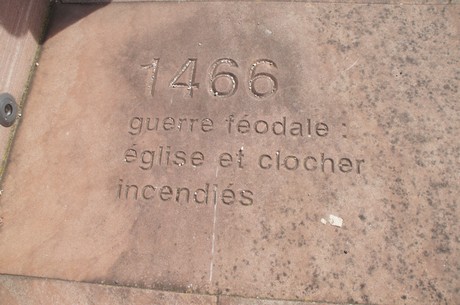 1466
guerre féodale :
église et clocher
incendiés